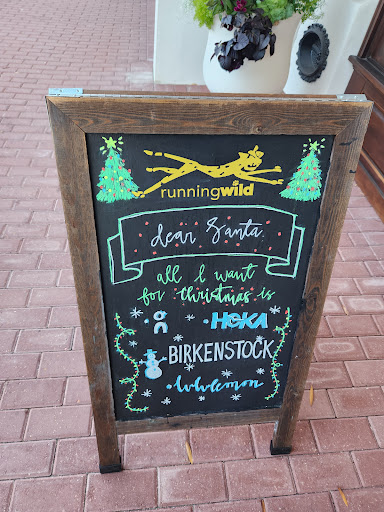 runningwild
dear Santa,
all I want
for christmas is
• HOKA
• BIRKENSTOCK
• lululemon